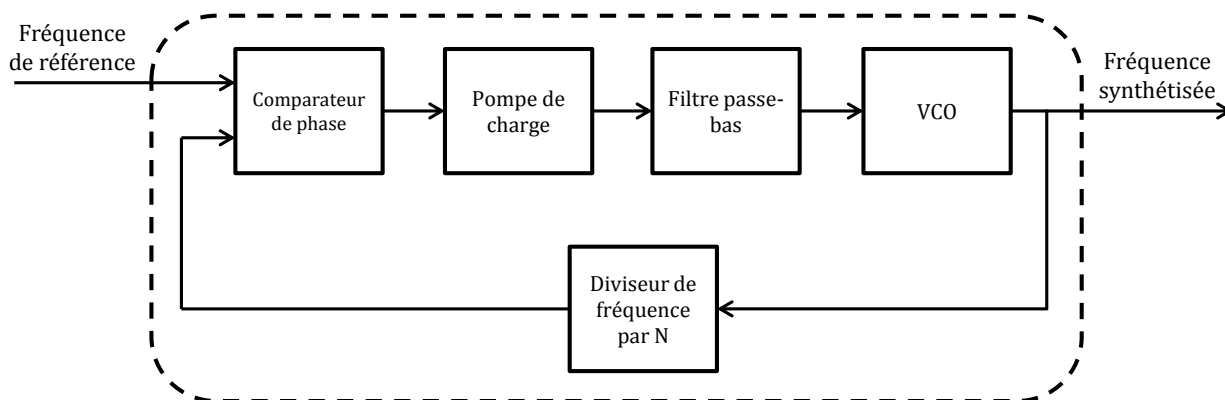 Fréquence
de référence
Comparateur
de phase
Pompe de
charge
Filtre passe-
bas
VCO
Fréquence
synthétisée
Diviseur de
fréquence
par N